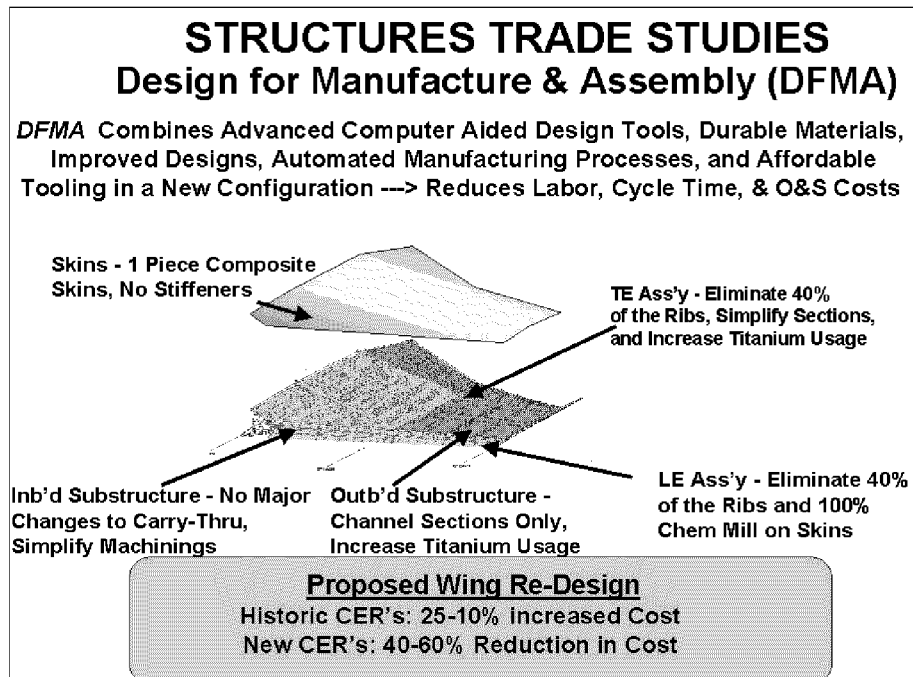 STRUCTURES TRADE STUDIES
Design for Manufacture & Assembly (DFMA)
DFMA Combines Advanced Computer Aided Design Tools, Durable Materials,
Improved Designs, Automated Manufacturing Processes, and Affordable
Tooling in a New Configuration ---> Reduces Labor, Cycle Time, & O&S Costs
Skins - 1 Piece Composite
Skins, No Stiffeners
TE Ass'y - Eliminate 40%
of the Ribs, Simplify Sections,
and Increase Titanium Usage
Inb'd Substructure - No Major
Changes to Carry-Thru,
Simplify Machinings
Outb'd Substructure -
Channel Sections Only,
Increase Titanium Usage
LE Ass'y - Eliminate 40%
of the Ribs and 100%
Chem Mill on Skins
Proposed Wing Re-Design
Historic CER's: 25-10% Increased Cost
New CER's: 40-60% Reduction in Cost